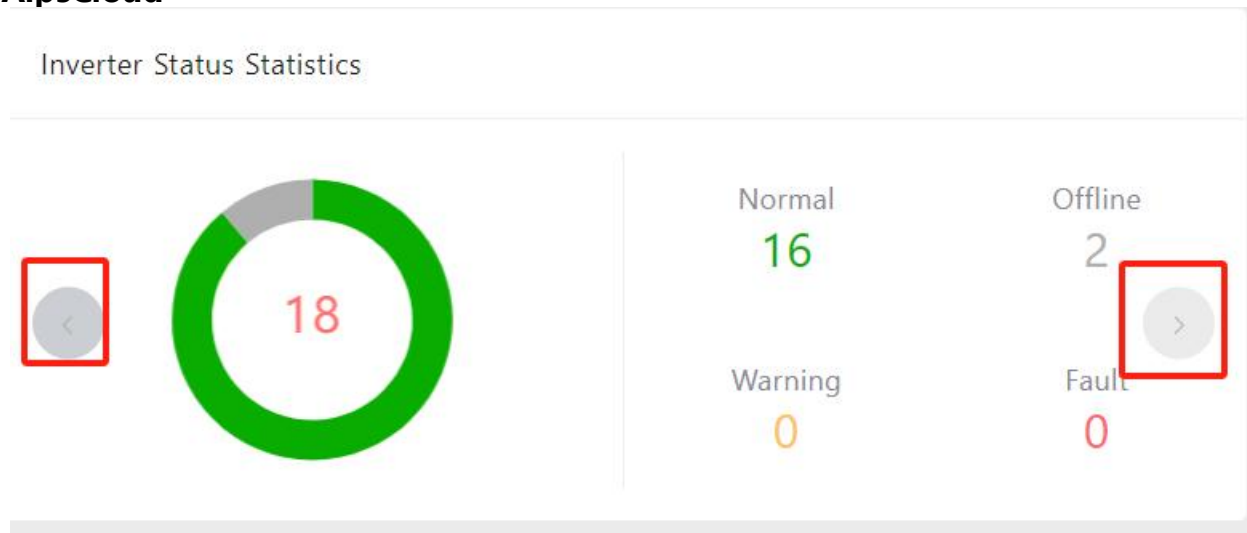 Inverter Status Statistics
Normal Offline
16 2
18
Warning Fault
0 0